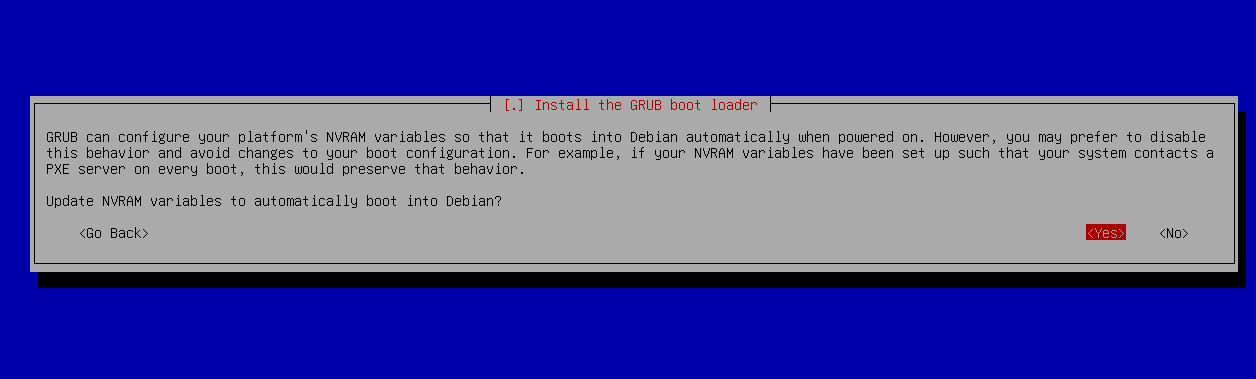 [.] Install the GRUB boot loader
GRUB can configure your platform's NVRAM variables so that it boots into Debian automatically when powered on. However, you may prefer to disable
this behavior and avoid changes to your boot configuration. For example, if your NVRAM variables have been set up such that your system contacts a
PXE server on every boot, this would preserve that behavior.
Update NVRAM variables to automatically boot into Debian?
<Go Back> <Yes> <No>